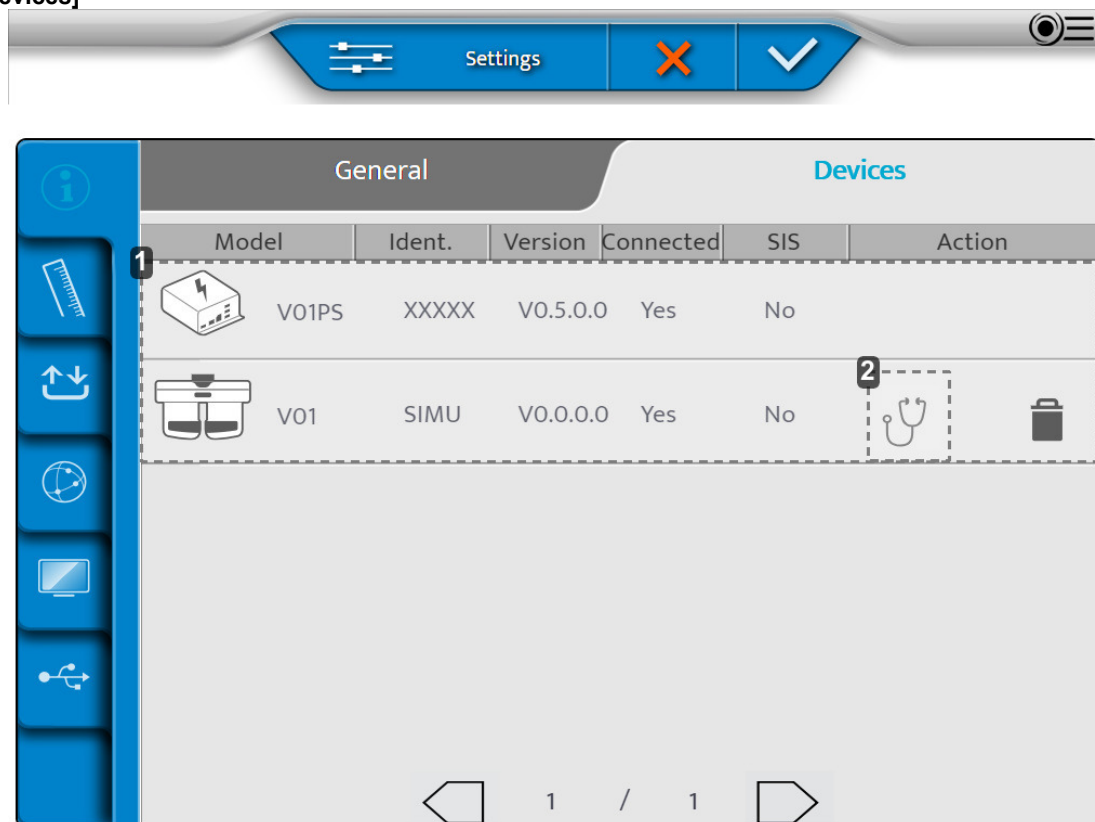 Settings
General Devices
Model Ident. Version Connected SIS Action
1
V01PS XXXXX V0.5.0.0 Yes No
2
V01 SIMU V0.0.0.0 Yes No
1 / 1